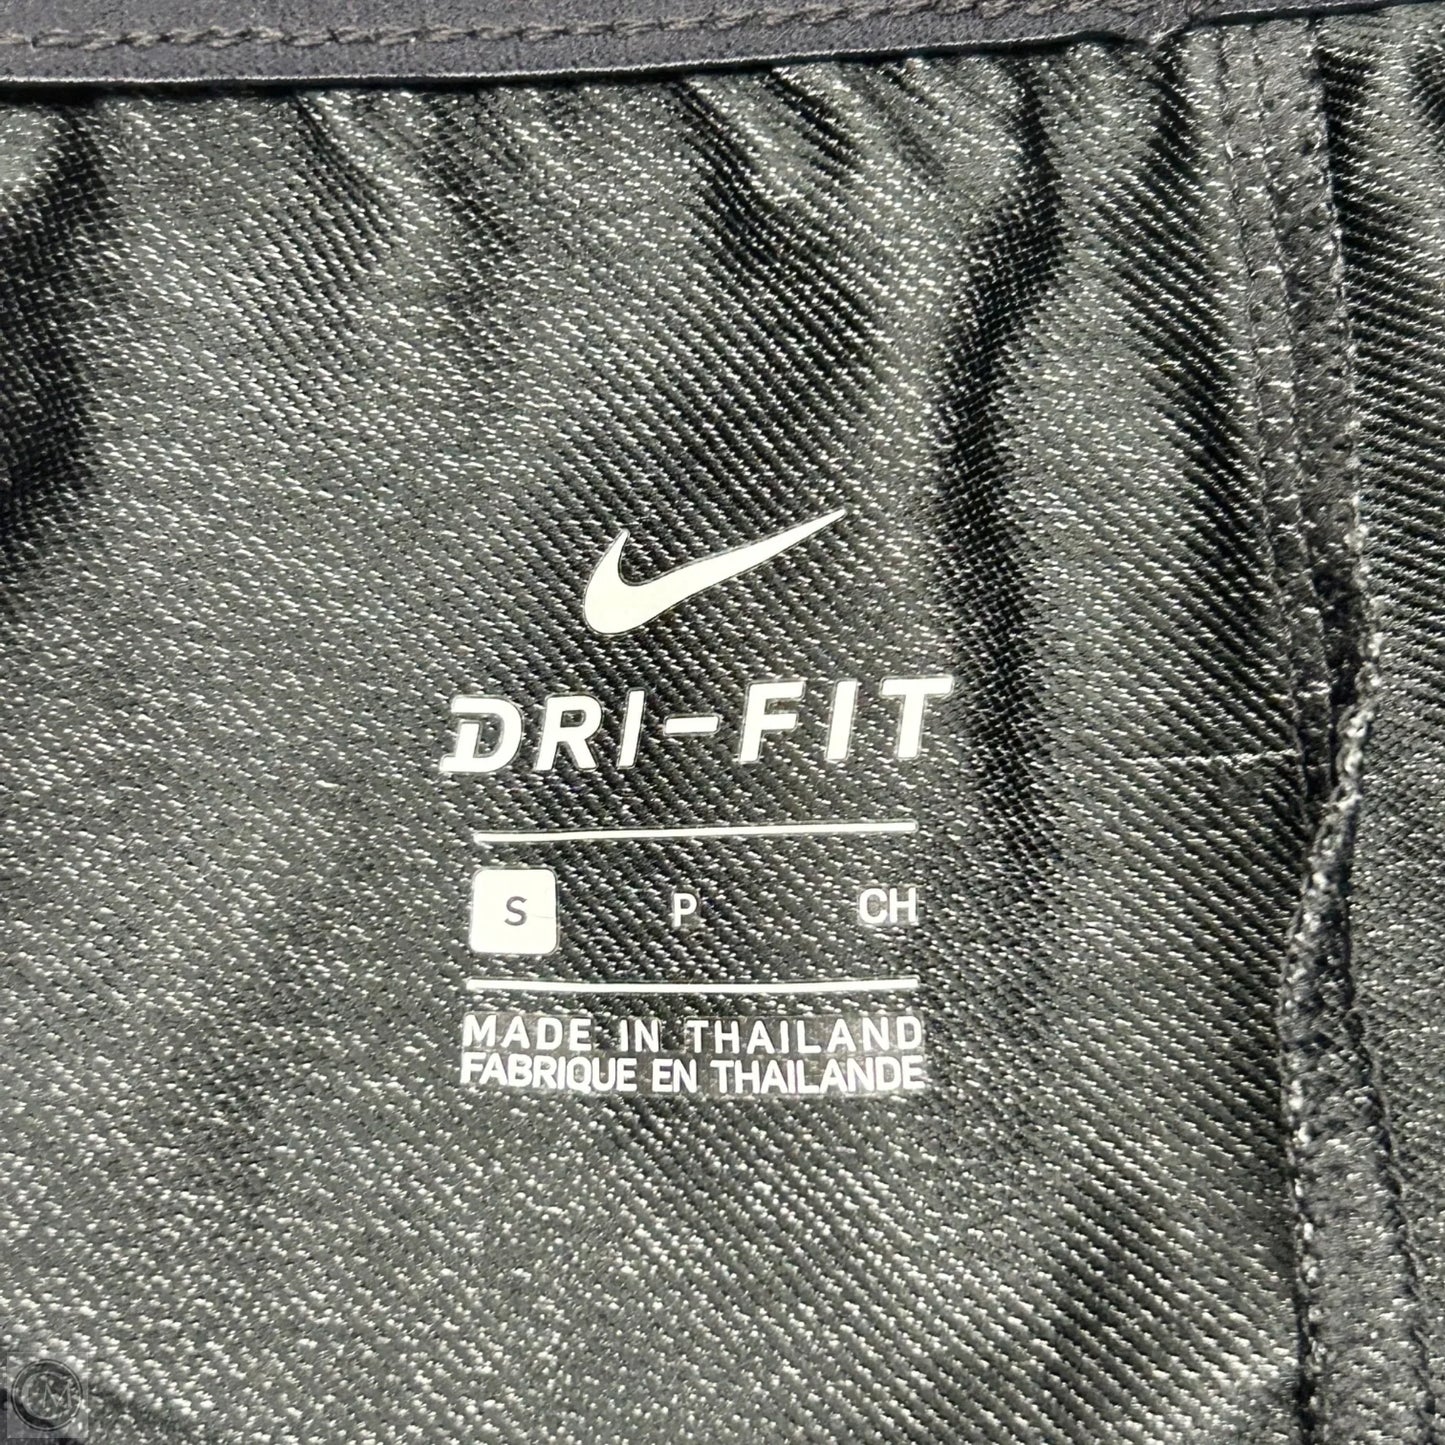 DRI-FIT
S P CH
MADE IN THAILAND
FABRIQUE EN THAILANDE